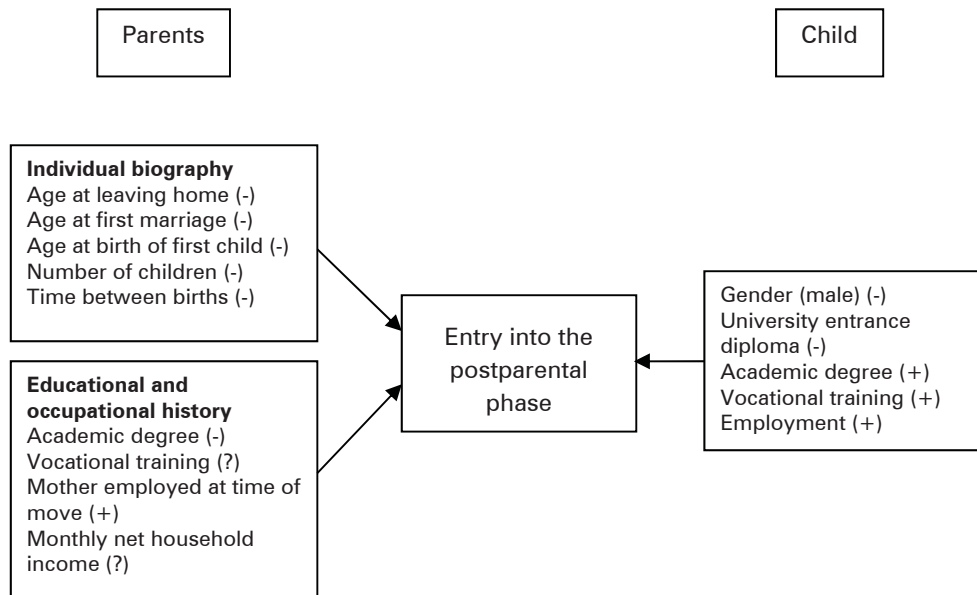 Parents
Child
Individual biography
Age at leaving home (-)
Age at first marriage (-)
Age at birth of first child (-)
Number of children (-)
Time between births (-)
Educational and
occupational history
Academic degree (-)
Vocational training (?)
Mother employed at time of
move (+)
Monthly net household
income (?)
Entry into the
postparental
phase
Gender (male) (-)
University entrance
diploma (-)
Academic degree (+)
Vocational training (+)
Employment (+)